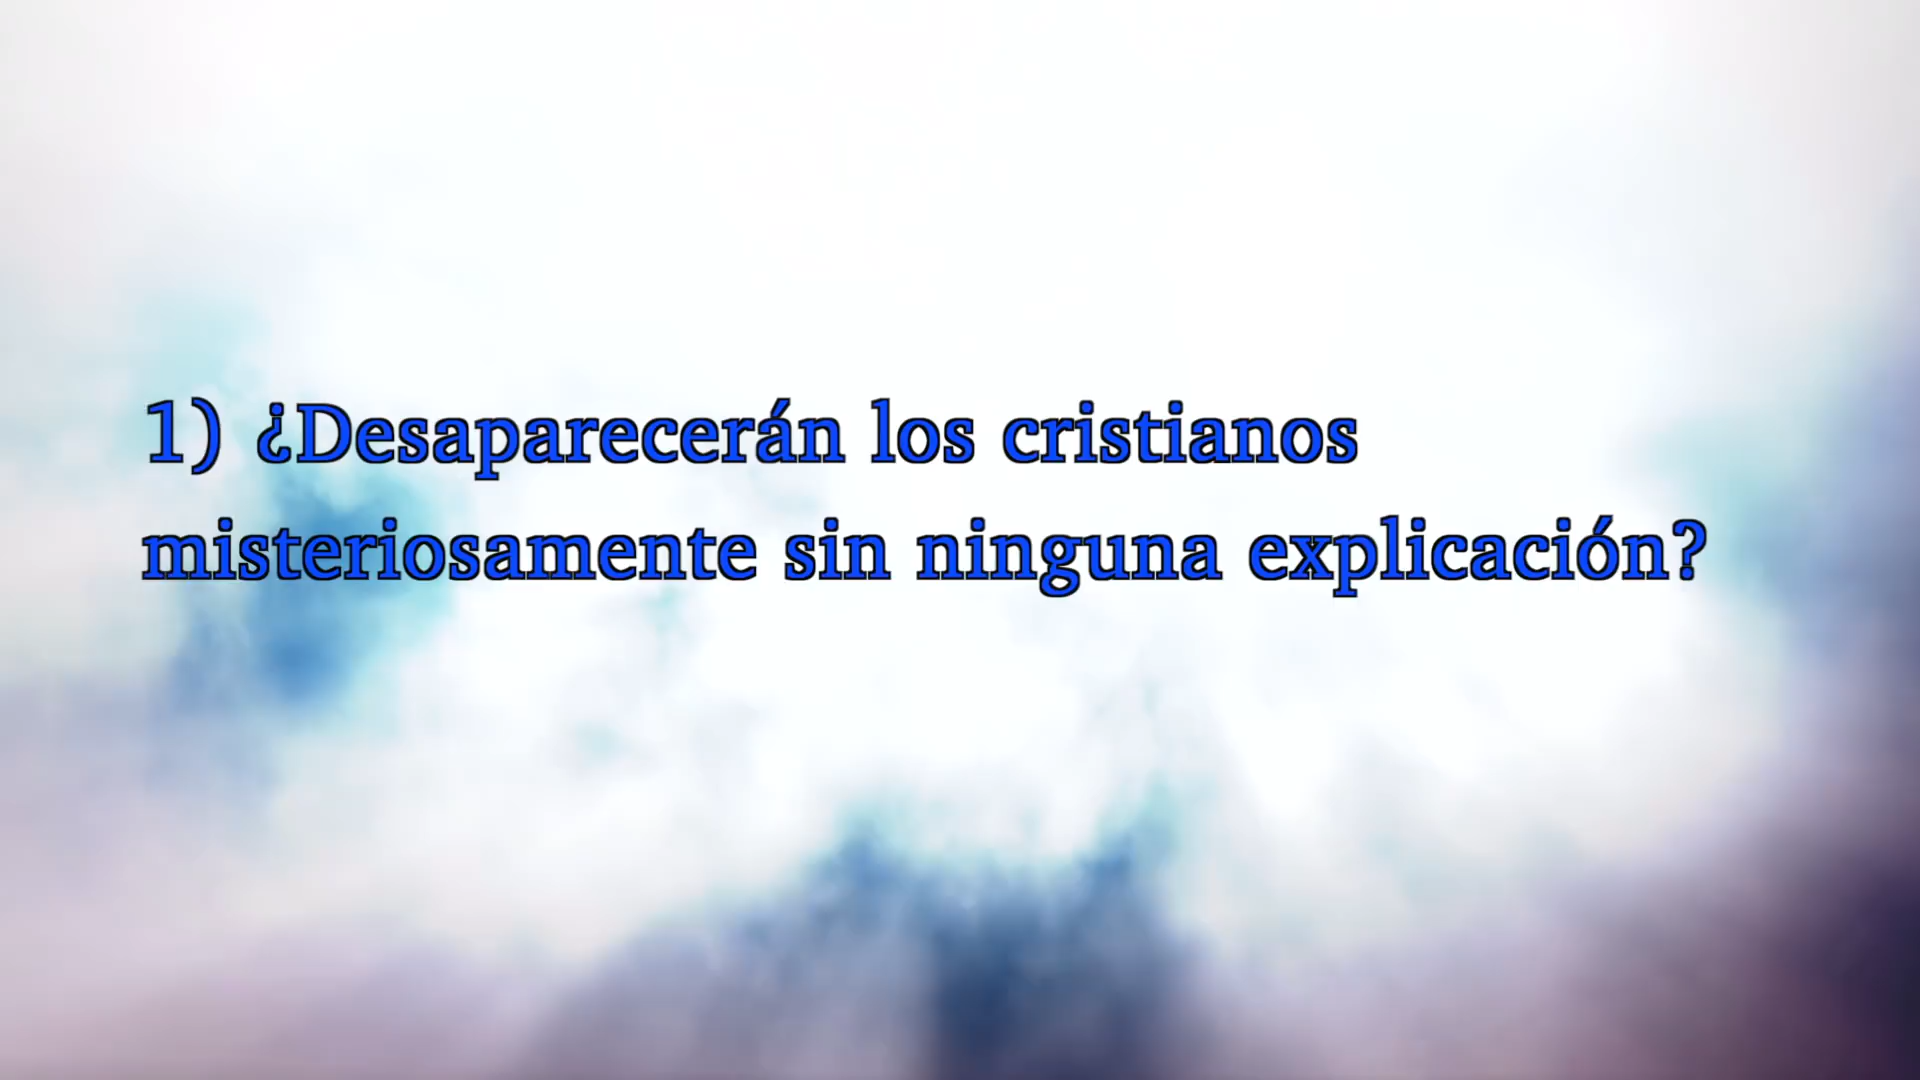 1) ¿Desaparecerán los cristianos
misteriosamente sin ninguna explicación?